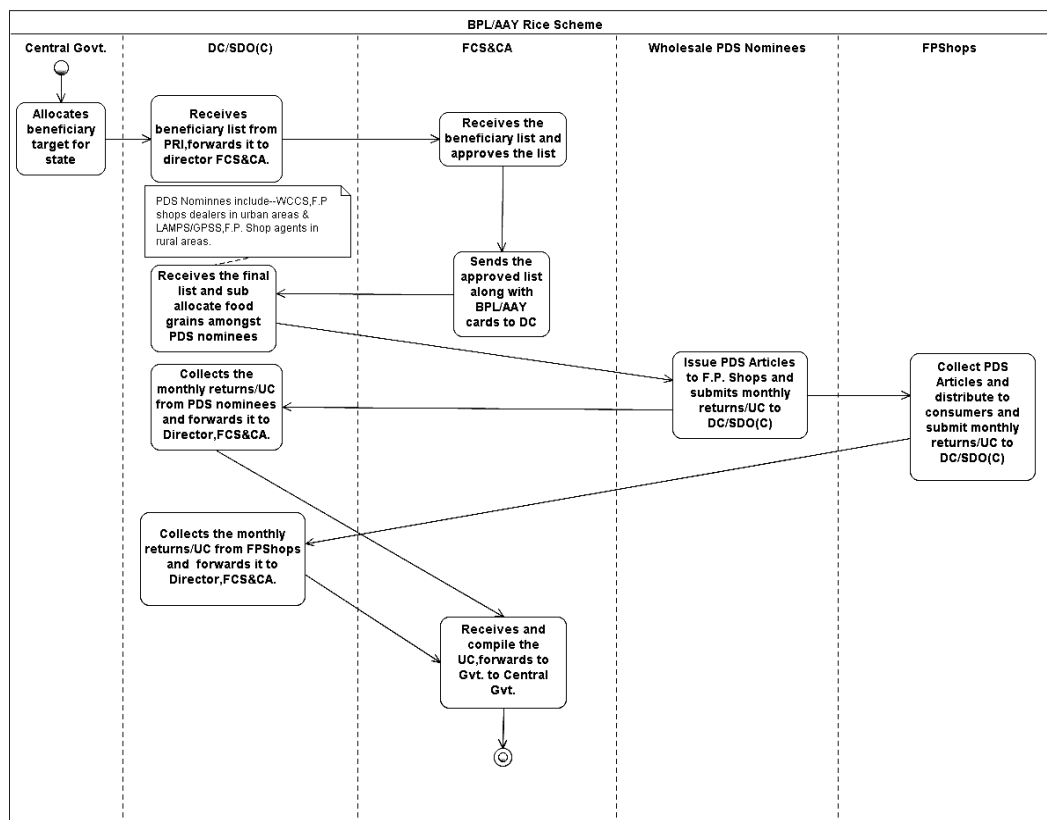 BPL/AAY Rice Scheme
Central Govt.
DC/SDO(C)
FCS&CA
Wholesale PDS Nominees
FPShops
Allocates
beneficiary
target for
state
Receives
beneficiary list from
PRI,forwards it to
director FCS&CA.
Receives the
beneficiary list and
approves the list
PDS Nominnes include--WCCS,F.P
shops dealers in urban areas &
LAMPS/GPSS,F.P. Shop agents in
rural areas.
Sends the
approved list
along with
BPL/AAY
cards to DC
Receives the final
list and sub
allocate food
grains amongst
PDS nominees
Issue PDS Articles
to F.P. Shops and
submits monthly
returns/UC to
DC/SDO(C)
Collect PDS
Articles and
distribute to
consumers and
submit monthly
returns/UC to
DC/SDO(C)
Collects the
monthly returns/UC
from PDS nominees
and forwards it to
Director,FCS&CA.
Collects the monthly
returns/UC from FPShops
and forwards it to
Director,FCS&CA.
Receives and
compile the
UC,forwards to
Gvt. to Central
Gvt.